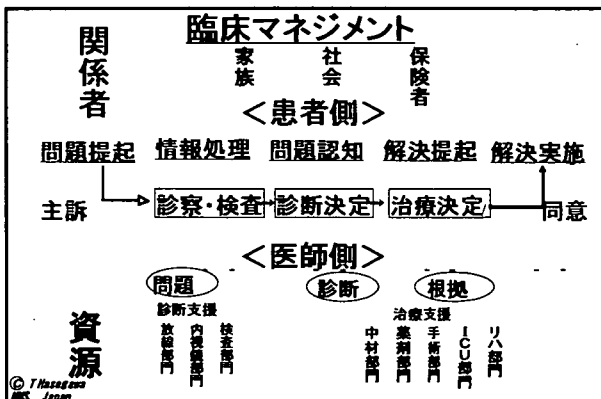 臨床マネジメント
関係者
家族
社会
保険者
＜患者側＞
問題提起 情報処理 問題認知 解決提起 解決実施
主訴 診察・検査 診断決定 治療決定 同意
＜医師側＞
問題 診断 根拠
診断支援 治療支援
資源
放線部門
内視鏡部門
検査部門
中材部門
薬剤部門
手術部門
ICU部門
リハ部門
© T Hasegawa
Japan